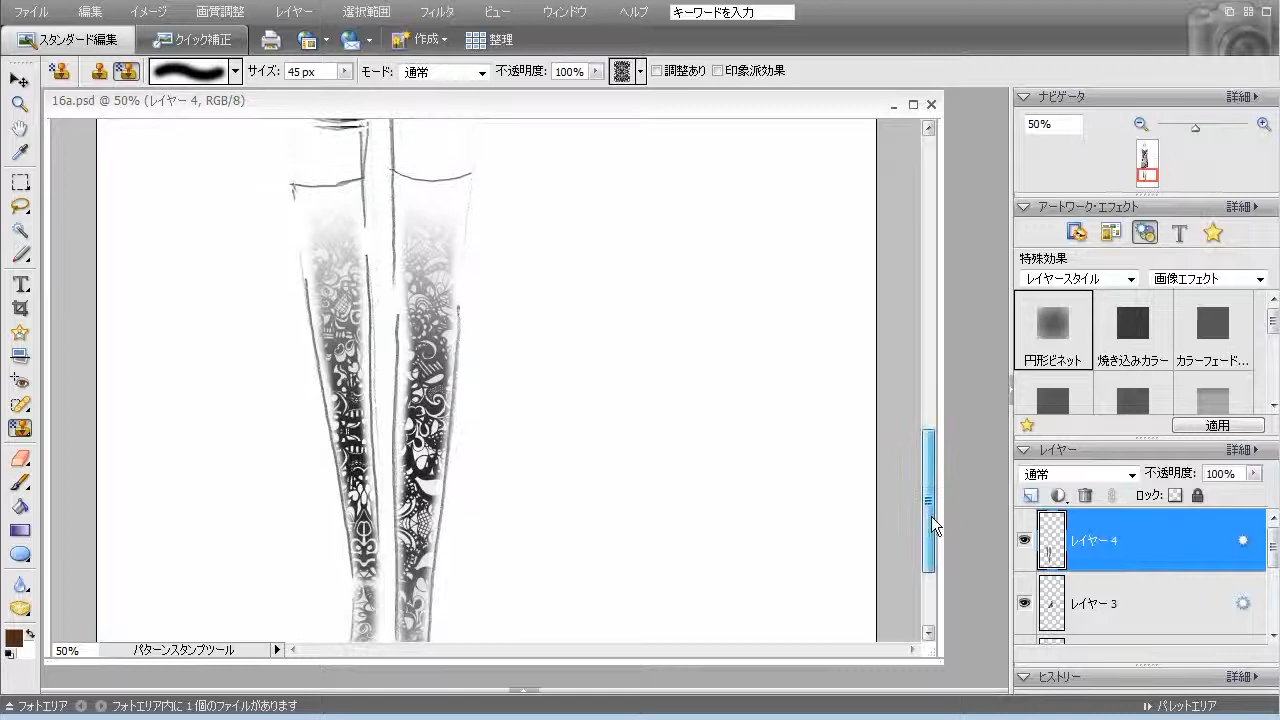 ファイル 編集 イメージ 画質調整 レイヤー 選択範囲 フィルタ ビュー ウィンドウ ヘルプ キーワードを入力
スタンダード編集 クイック補正 作成 整理
サイズ: 45 px モード: 通常 不透明度: 100% 調整あり 印象派効果
16a.psd @ 50% (レイヤー 4, RGB/8)
ナビゲータ 詳細
50%
アートワーク・エフェクト 詳細
特殊効果
レイヤースタイル 画像エフェクト
円形ビネット 焼き込みカラー カラーフェード...
適用
レイヤー 詳細
通常 不透明度: 100%
ロック:
レイヤー 4
レイヤー 3
50% パターンスタンプツール
ヒストリー 詳細
フォトエリア フォトエリア内に 1 個のファイルがあります パレットエリア